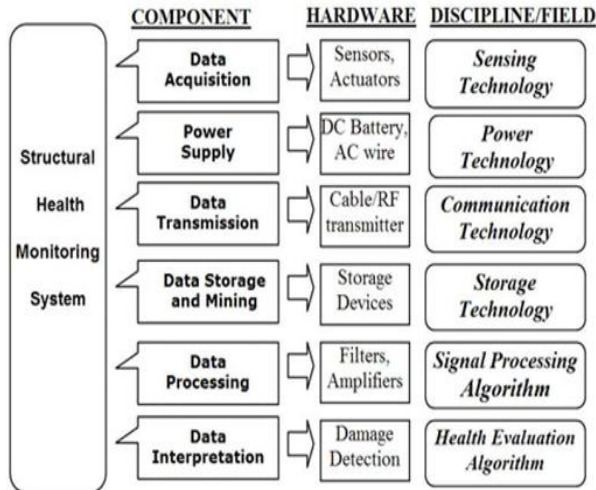 COMPONENT HARDWARE DISCIPLINE/FIELD
Structural
Health
Monitoring
System
Data
Acquisition
Sensors,
Actuators
Sensing
Technology
Power
Supply
DC Battery,
AC wire
Power
Technology
Data
Transmission
Cable/RF
transmitter
Communication
Technology
Data Storage
and Mining
Storage
Devices
Storage
Technology
Data
Processing
Filters,
Amplifiers
Signal Processing
Algorithm
Data
Interpretation
Damage
Detection
Health Evaluation
Algorithm